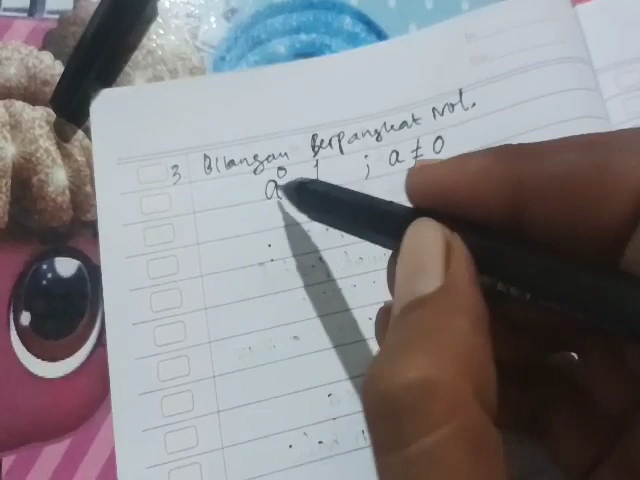 3 Bilangan Berpangkat Nol.
a⁰ 1 ; a ≠ 0